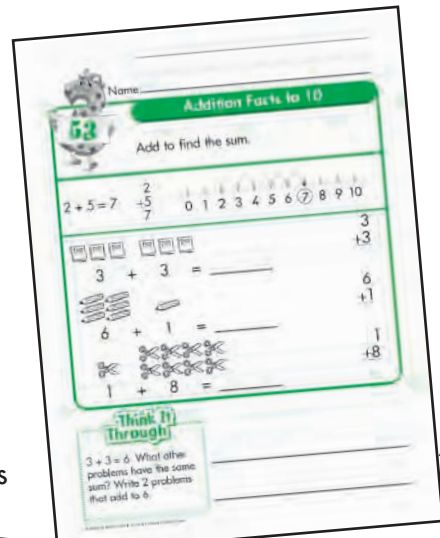 Name
Addition Facts to 10
53
Add to find the sum.
2 + 5 = 7
2
+5
7
0 1 2 3 4 5 6 7 8 9 10
3 + 3 =
3
+3
6 + 1 =
6
+1
1 + 8 =
1
+8
Think It
Through
3 + 3 = 6. What other
problems have the same
sum? Write 2 problems
that add to 6.
s